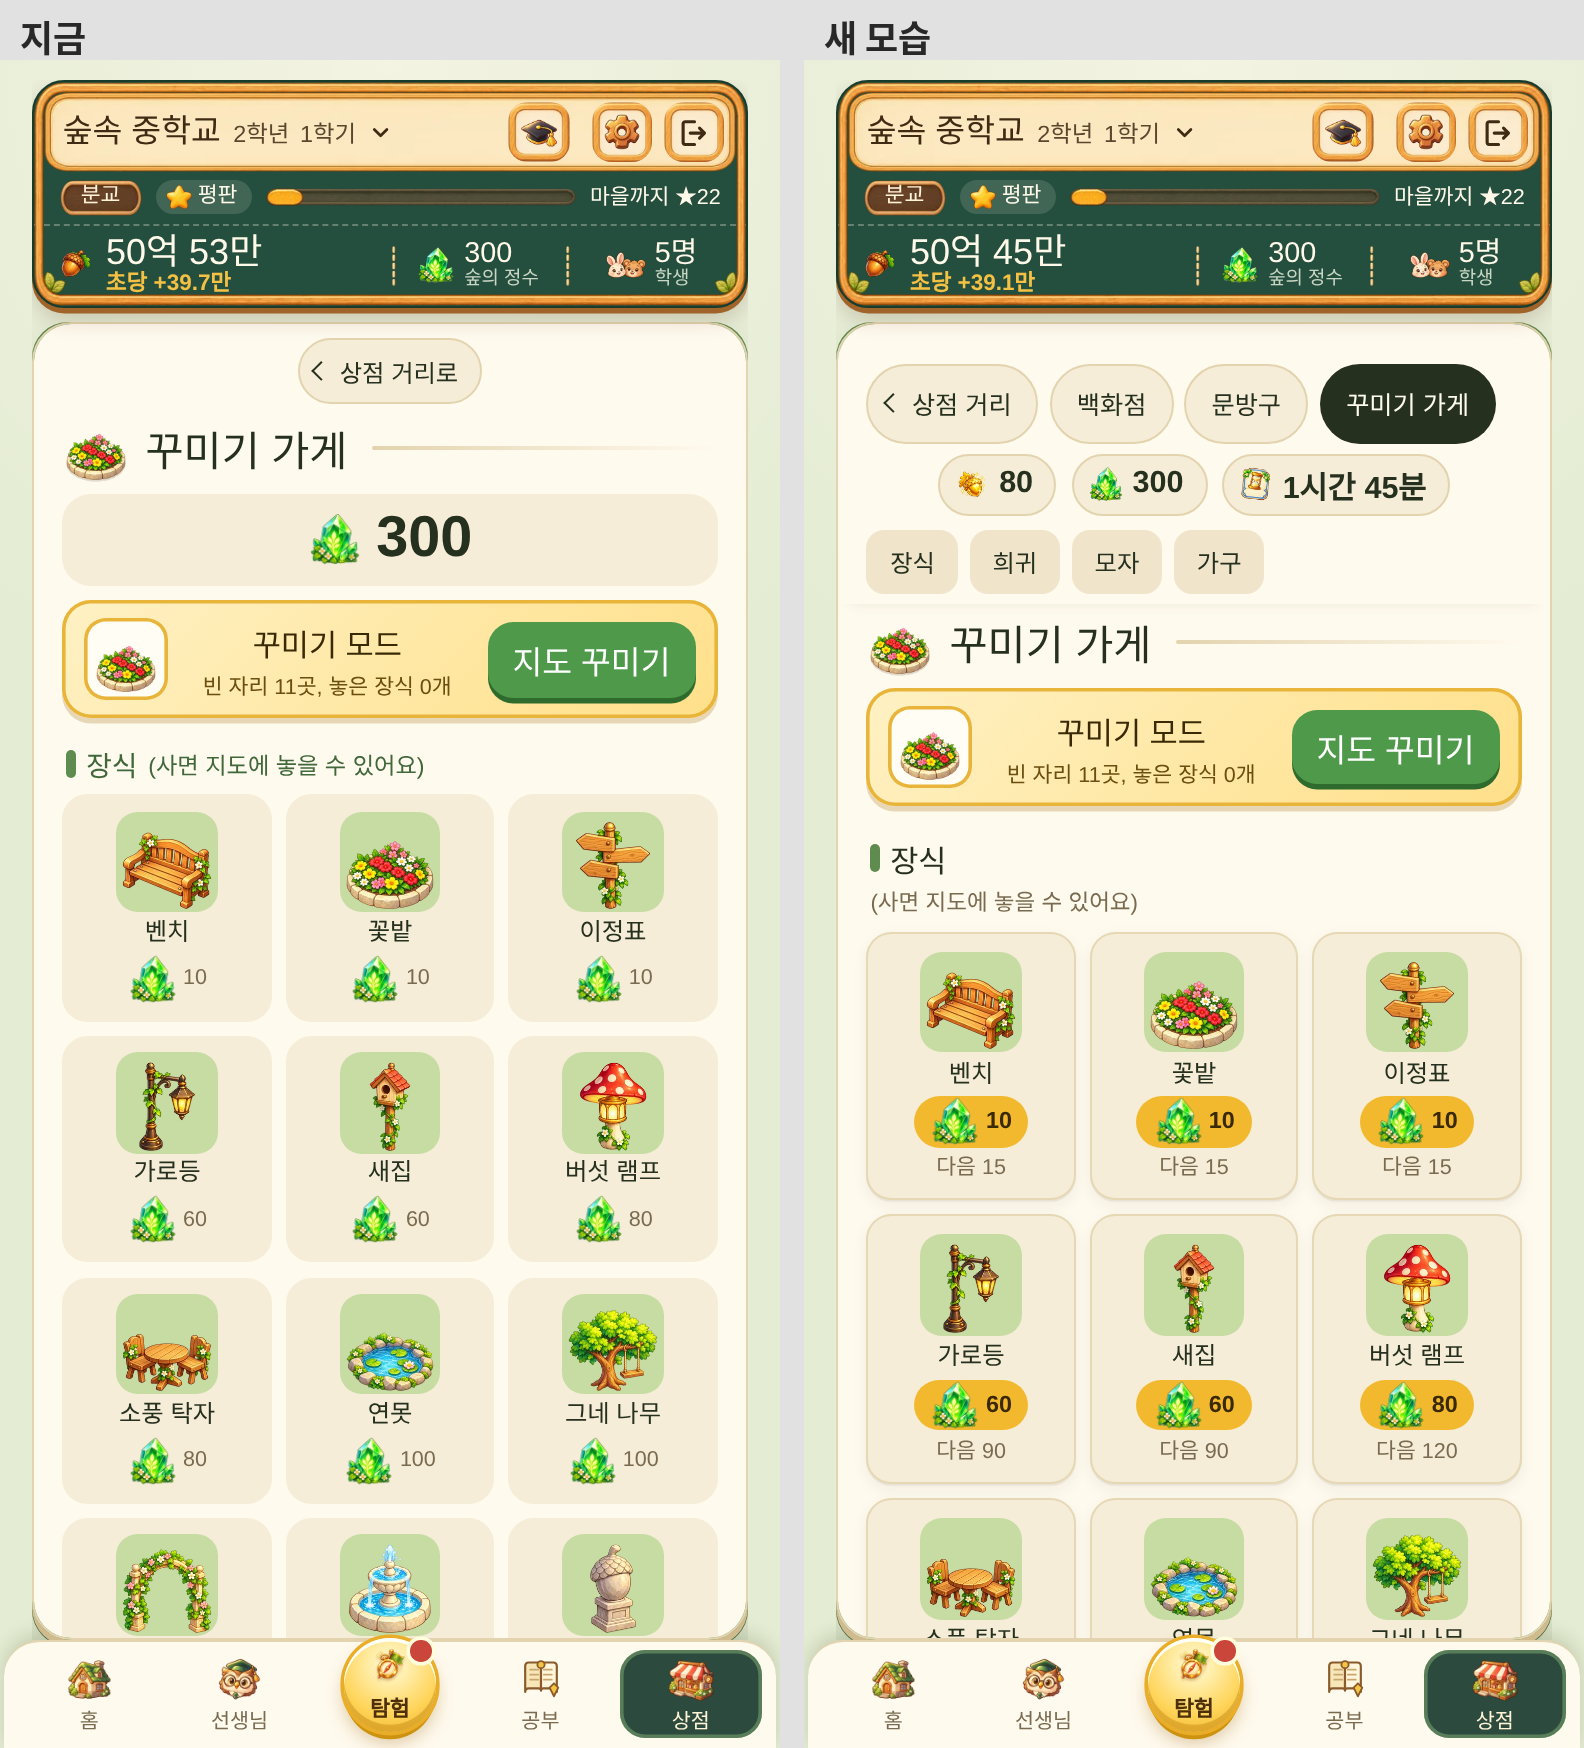 지금
숲속 중학교 2학년 1학기
분교 평판 마을까지 ★22
50억 53만 300 5명
초당 +39.7만 숲의 정수 학생
상점 거리로
꾸미기 가게
300
꾸미기 모드
빈 자리 11곳, 놓은 장식 0개
지도 꾸미기
장식 (사면 지도에 놓을 수 있어요)
벤치 꽃밭 이정표
10 10 10
가로등 새집 버섯 램프
60 60 80
소풍 탁자 연못 그네 나무
80 100 100
홈 선생님 탐험 공부 상점
새 모습
숲속 중학교 2학년 1학기
분교 평판 마을까지 ★22
50억 45만 300 5명
초당 +39.1만 숲의 정수 학생
상점 거리 백화점 문방구 꾸미기 가게
80 300 1시간 45분
장식 희귀 모자 가구
꾸미기 가게
꾸미기 모드
빈 자리 11곳, 놓은 장식 0개
지도 꾸미기
장식
(사면 지도에 놓을 수 있어요)
벤치 꽃밭 이정표
10 10 10
다음 15 다음 15 다음 15
가로등 새집 버섯 램프
60 60 80
다음 90 다음 90 다음 120
소풍 탁자 연못 그네 나무
홈 선생님 탐험 공부 상점